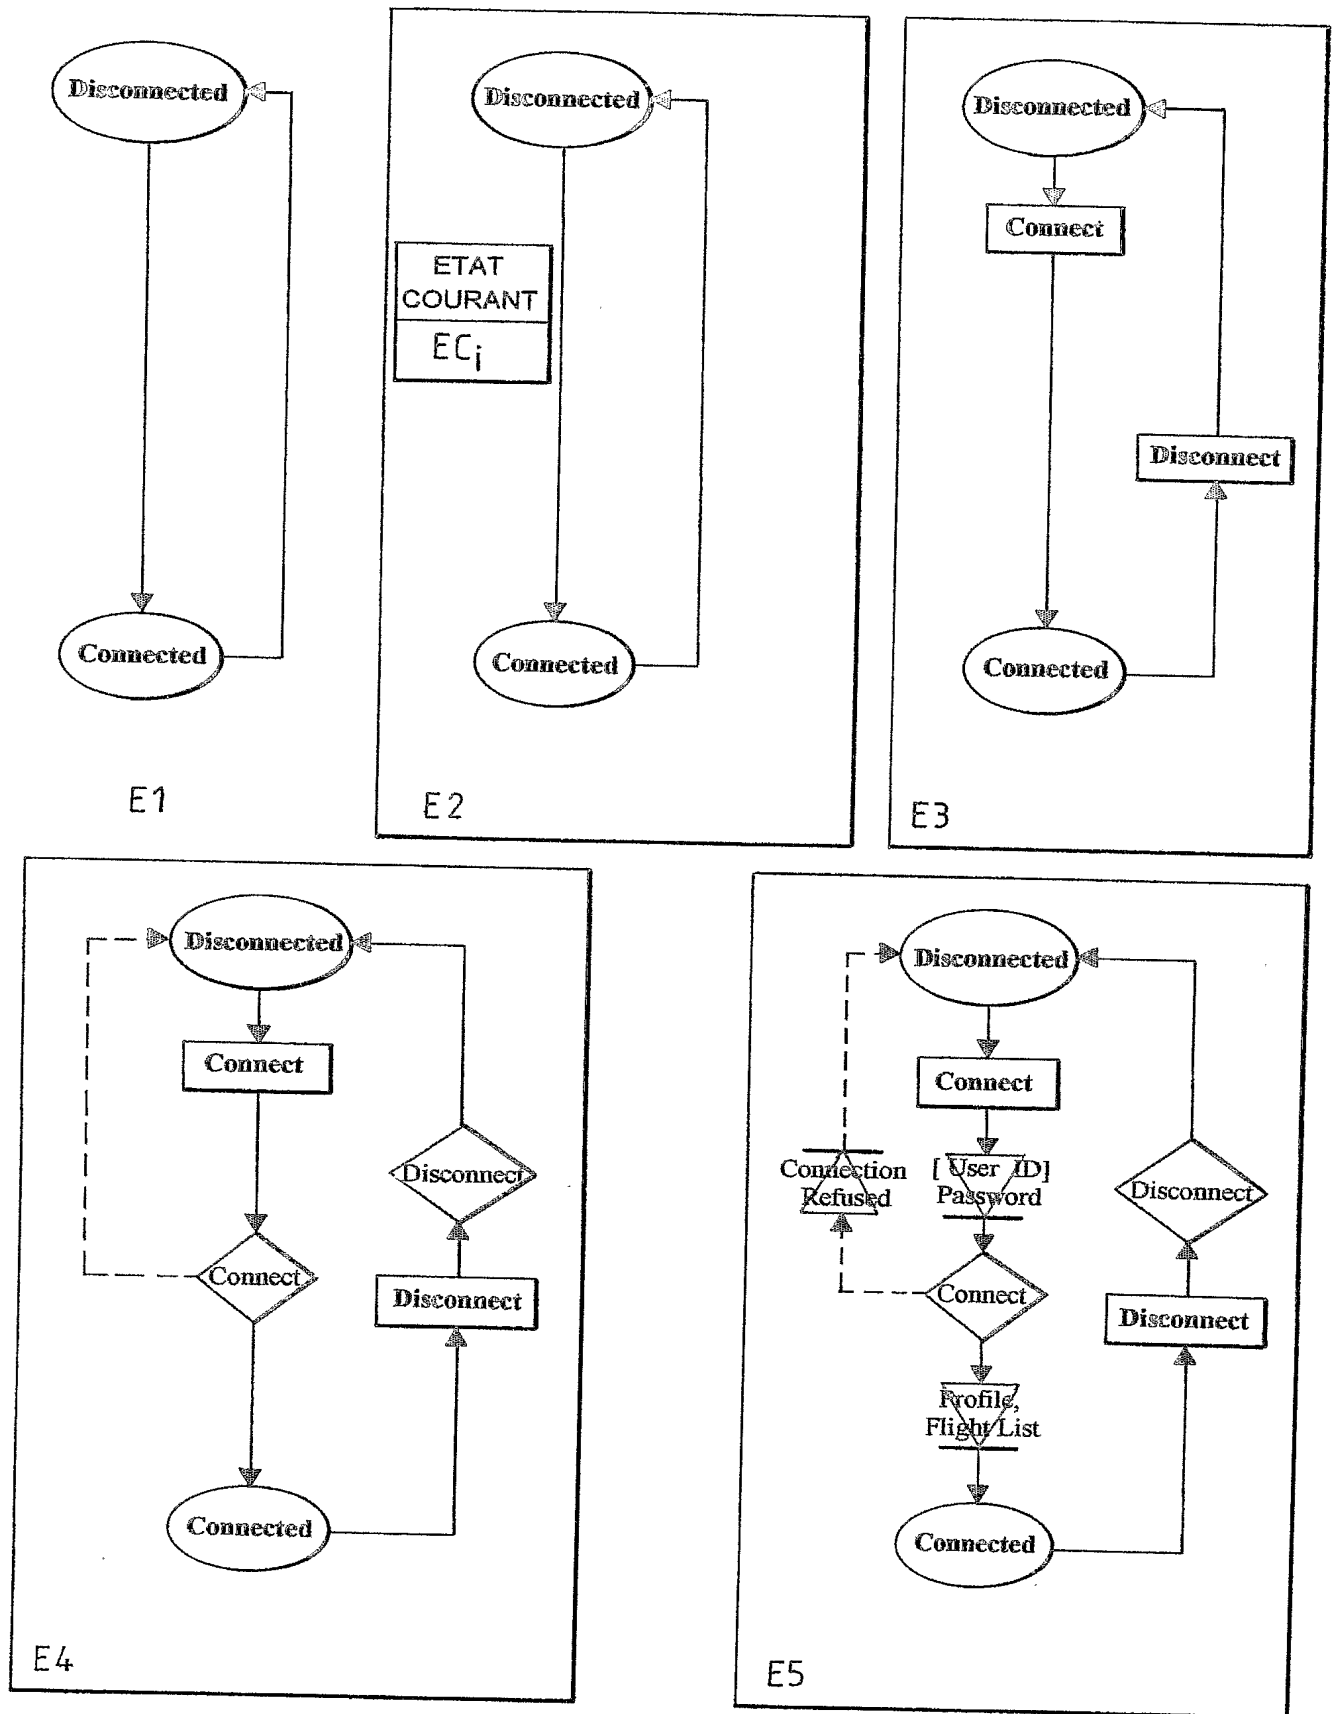 Disconnected
Connected
E1
Disconnected
ETAT
COURANT
ECi
Connected
E2
Disconnected
Connect
Disconnect
Connected
E3
Disconnected
Connect
Disconnect
Connect
Disconnect
Connected
E4
Disconnected
Connect
Connection
Refused
[ User ID]
Password
Disconnect
Connect
Disconnect
Profile,
Flight List
Connected
E5